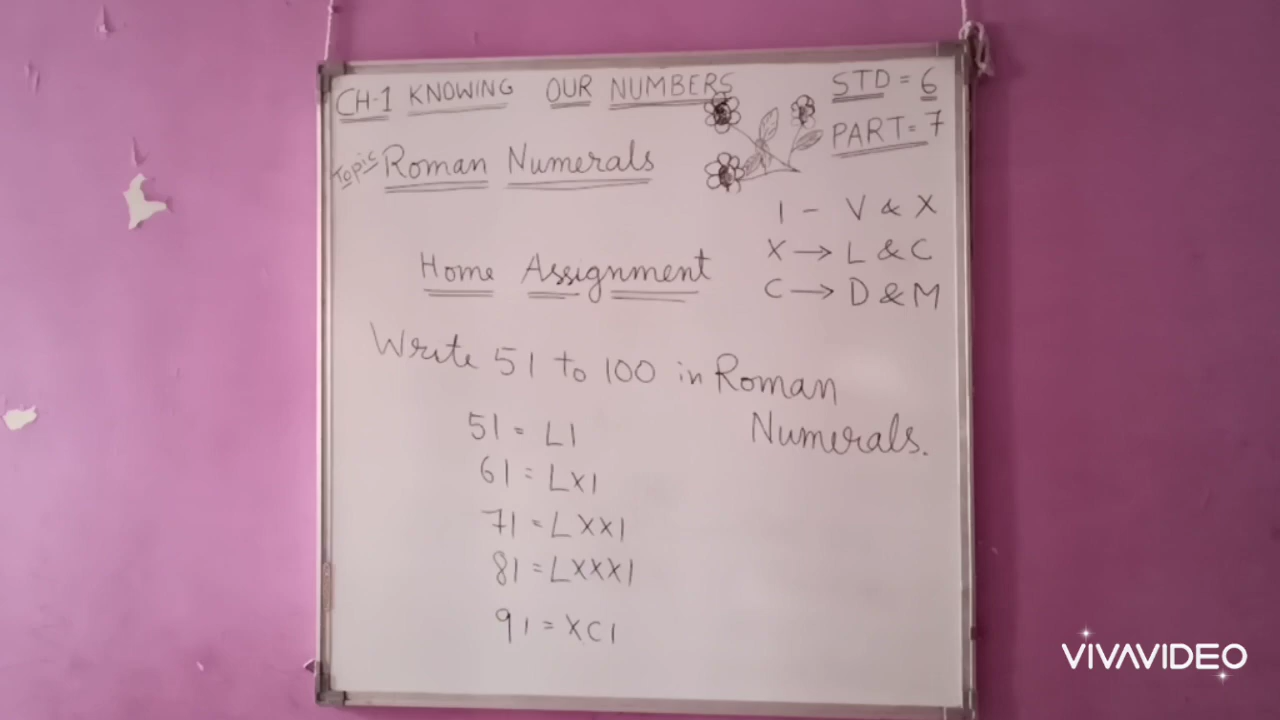 CH-1 KNOWING OUR NUMBERS
STD = 6
PART = 7
Topic Roman Numerals
I - V & X
X → L & C
C → D & M
Home Assignment
Write 51 to 100 in Roman
Numerals.
51 = LI
61 = LXI
71 = LXXI
81 = LXXXI
91 = XCI
VIVAVIDEO